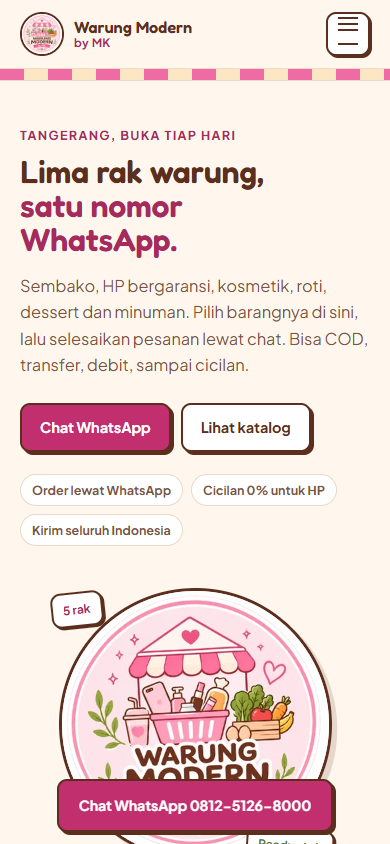 Warung Modern
by MK
TANGERANG, BUKA TIAP HARI
Lima rak warung,
satu nomor
WhatsApp.
Sembako, HP bergaransi, kosmetik, roti,
dessert dan minuman. Pilih barangnya di sini,
lalu selesaikan pesanan lewat chat. Bisa COD,
transfer, debit, sampai cicilan.
Chat WhatsApp
Lihat katalog
Order lewat WhatsApp
Cicilan 0% untuk HP
Kirim seluruh Indonesia
5 rak
WARUNG
MODERN
Chat WhatsApp 0812-5126-8000